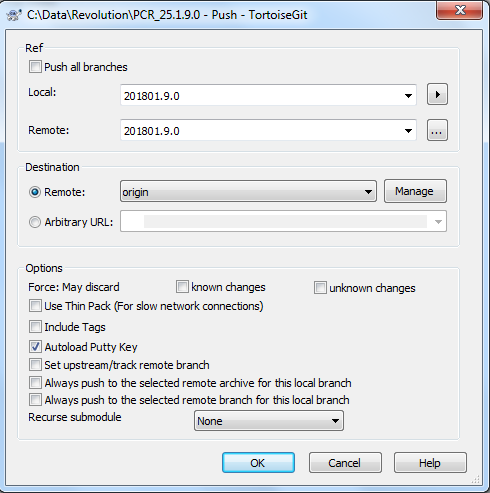 C:\Data\Revolution\PCR_25.1.9.0 - Push - TortoiseGit
Ref
Push all branches
Local: 201801.9.0
Remote: 201801.9.0 ...
Destination
Remote: origin Manage
Arbitrary URL:
Options
Force: May discard known changes unknown changes
Use Thin Pack (For slow network connections)
Include Tags
Autoload Putty Key
Set upstream/track remote branch
Always push to the selected remote archive for this local branch
Always push to the selected remote branch for this local branch
Recurse submodule None
OK Cancel Help